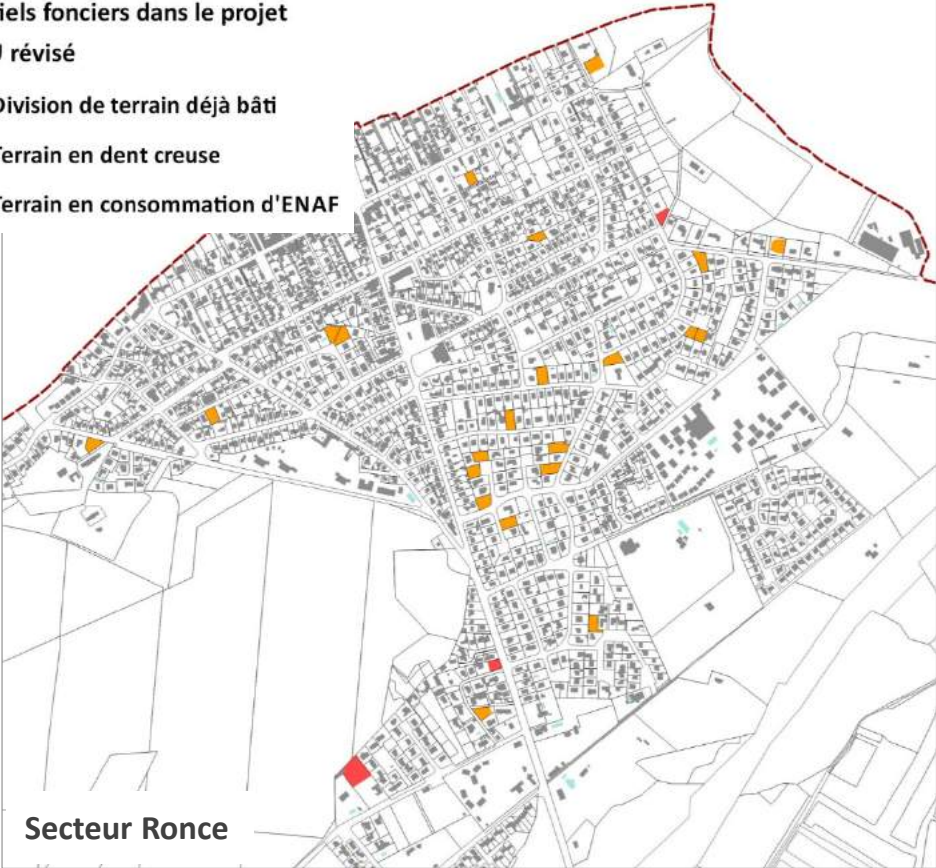 iels fonciers dans le projet
révisé
Division de terrain déjà bâti
Terrain en dent creuse
Terrain en consommation d'ENAF
Secteur Ronce